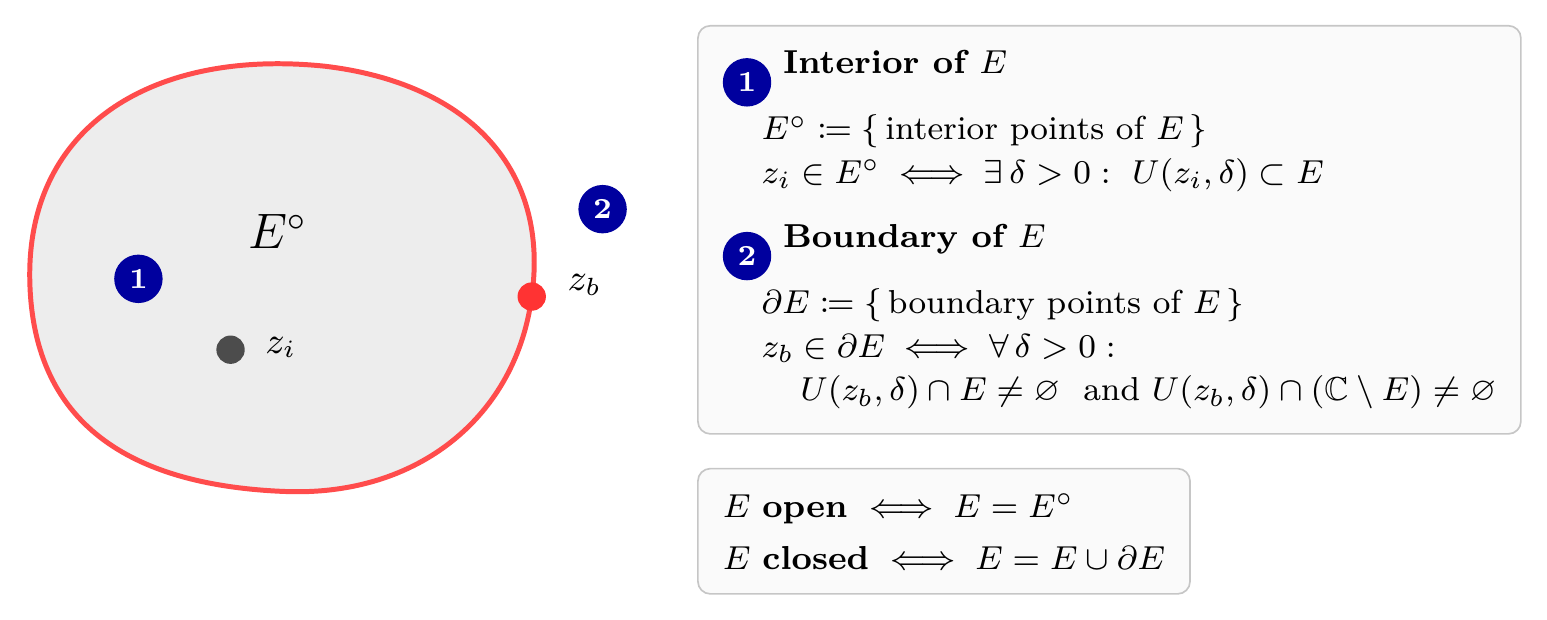 E°
2
1
z_b
z_i
1 Interior of E
E° := { interior points of E }
z_i ∈ E° ⟺ ∃ δ > 0 : U(z_i, δ) ⊂ E
2 Boundary of E
∂E := { boundary points of E }
z_b ∈ ∂E ⟺ ∀ δ > 0 :
U(z_b, δ) ∩ E ≠ ∅ and U(z_b, δ) ∩ (ℂ \ E) ≠ ∅
E open ⟺ E = E°
E closed ⟺ E = E ∪ ∂E